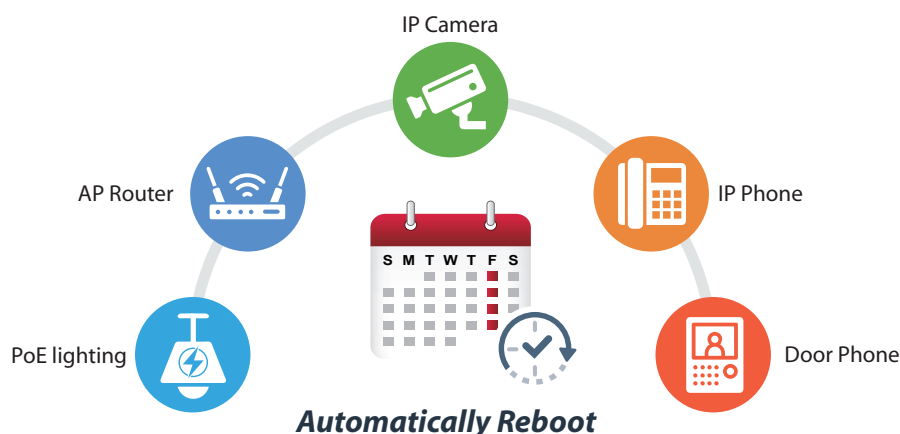 IP Camera
AP Router
IP Phone
S M T W T F S
PoE lighting
Door Phone
Automatically Reboot